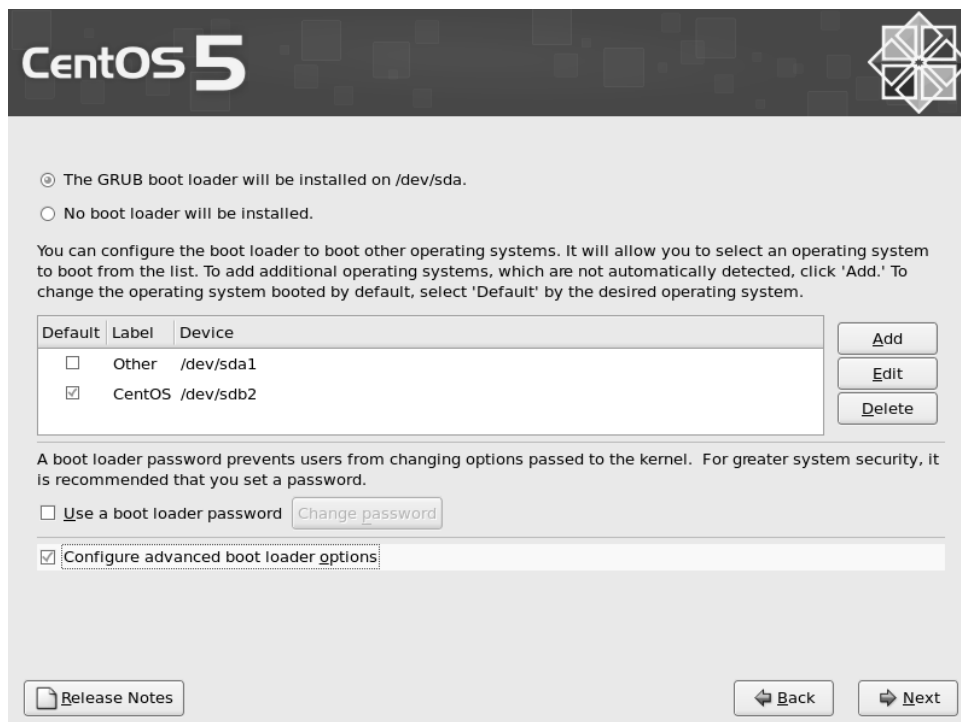 CentOS 5
The GRUB boot loader will be installed on /dev/sda.
No boot loader will be installed.
You can configure the boot loader to boot other operating systems. It will allow you to select an operating system
to boot from the list. To add additional operating systems, which are not automatically detected, click 'Add.' To
change the operating system booted by default, select 'Default' by the desired operating system.
Default Label Device
Other /dev/sda1
CentOS /dev/sdb2
Add
Edit
Delete
A boot loader password prevents users from changing options passed to the kernel.  For greater system security, it
is recommended that you set a password.
Use a boot loader password Change password
Configure advanced boot loader options
Release Notes Back Next